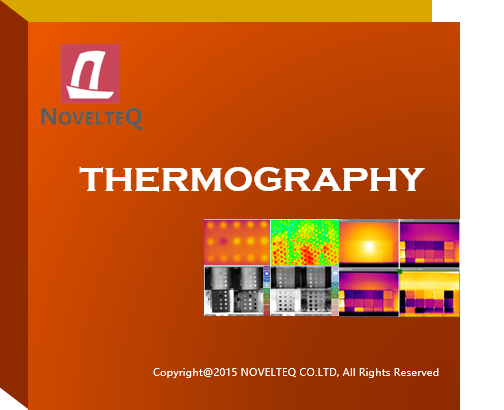 NOVELTEQ
THERMOGRAPHY
Copyright@2015 NOVELTEQ CO.LTD, All Rights Reserved